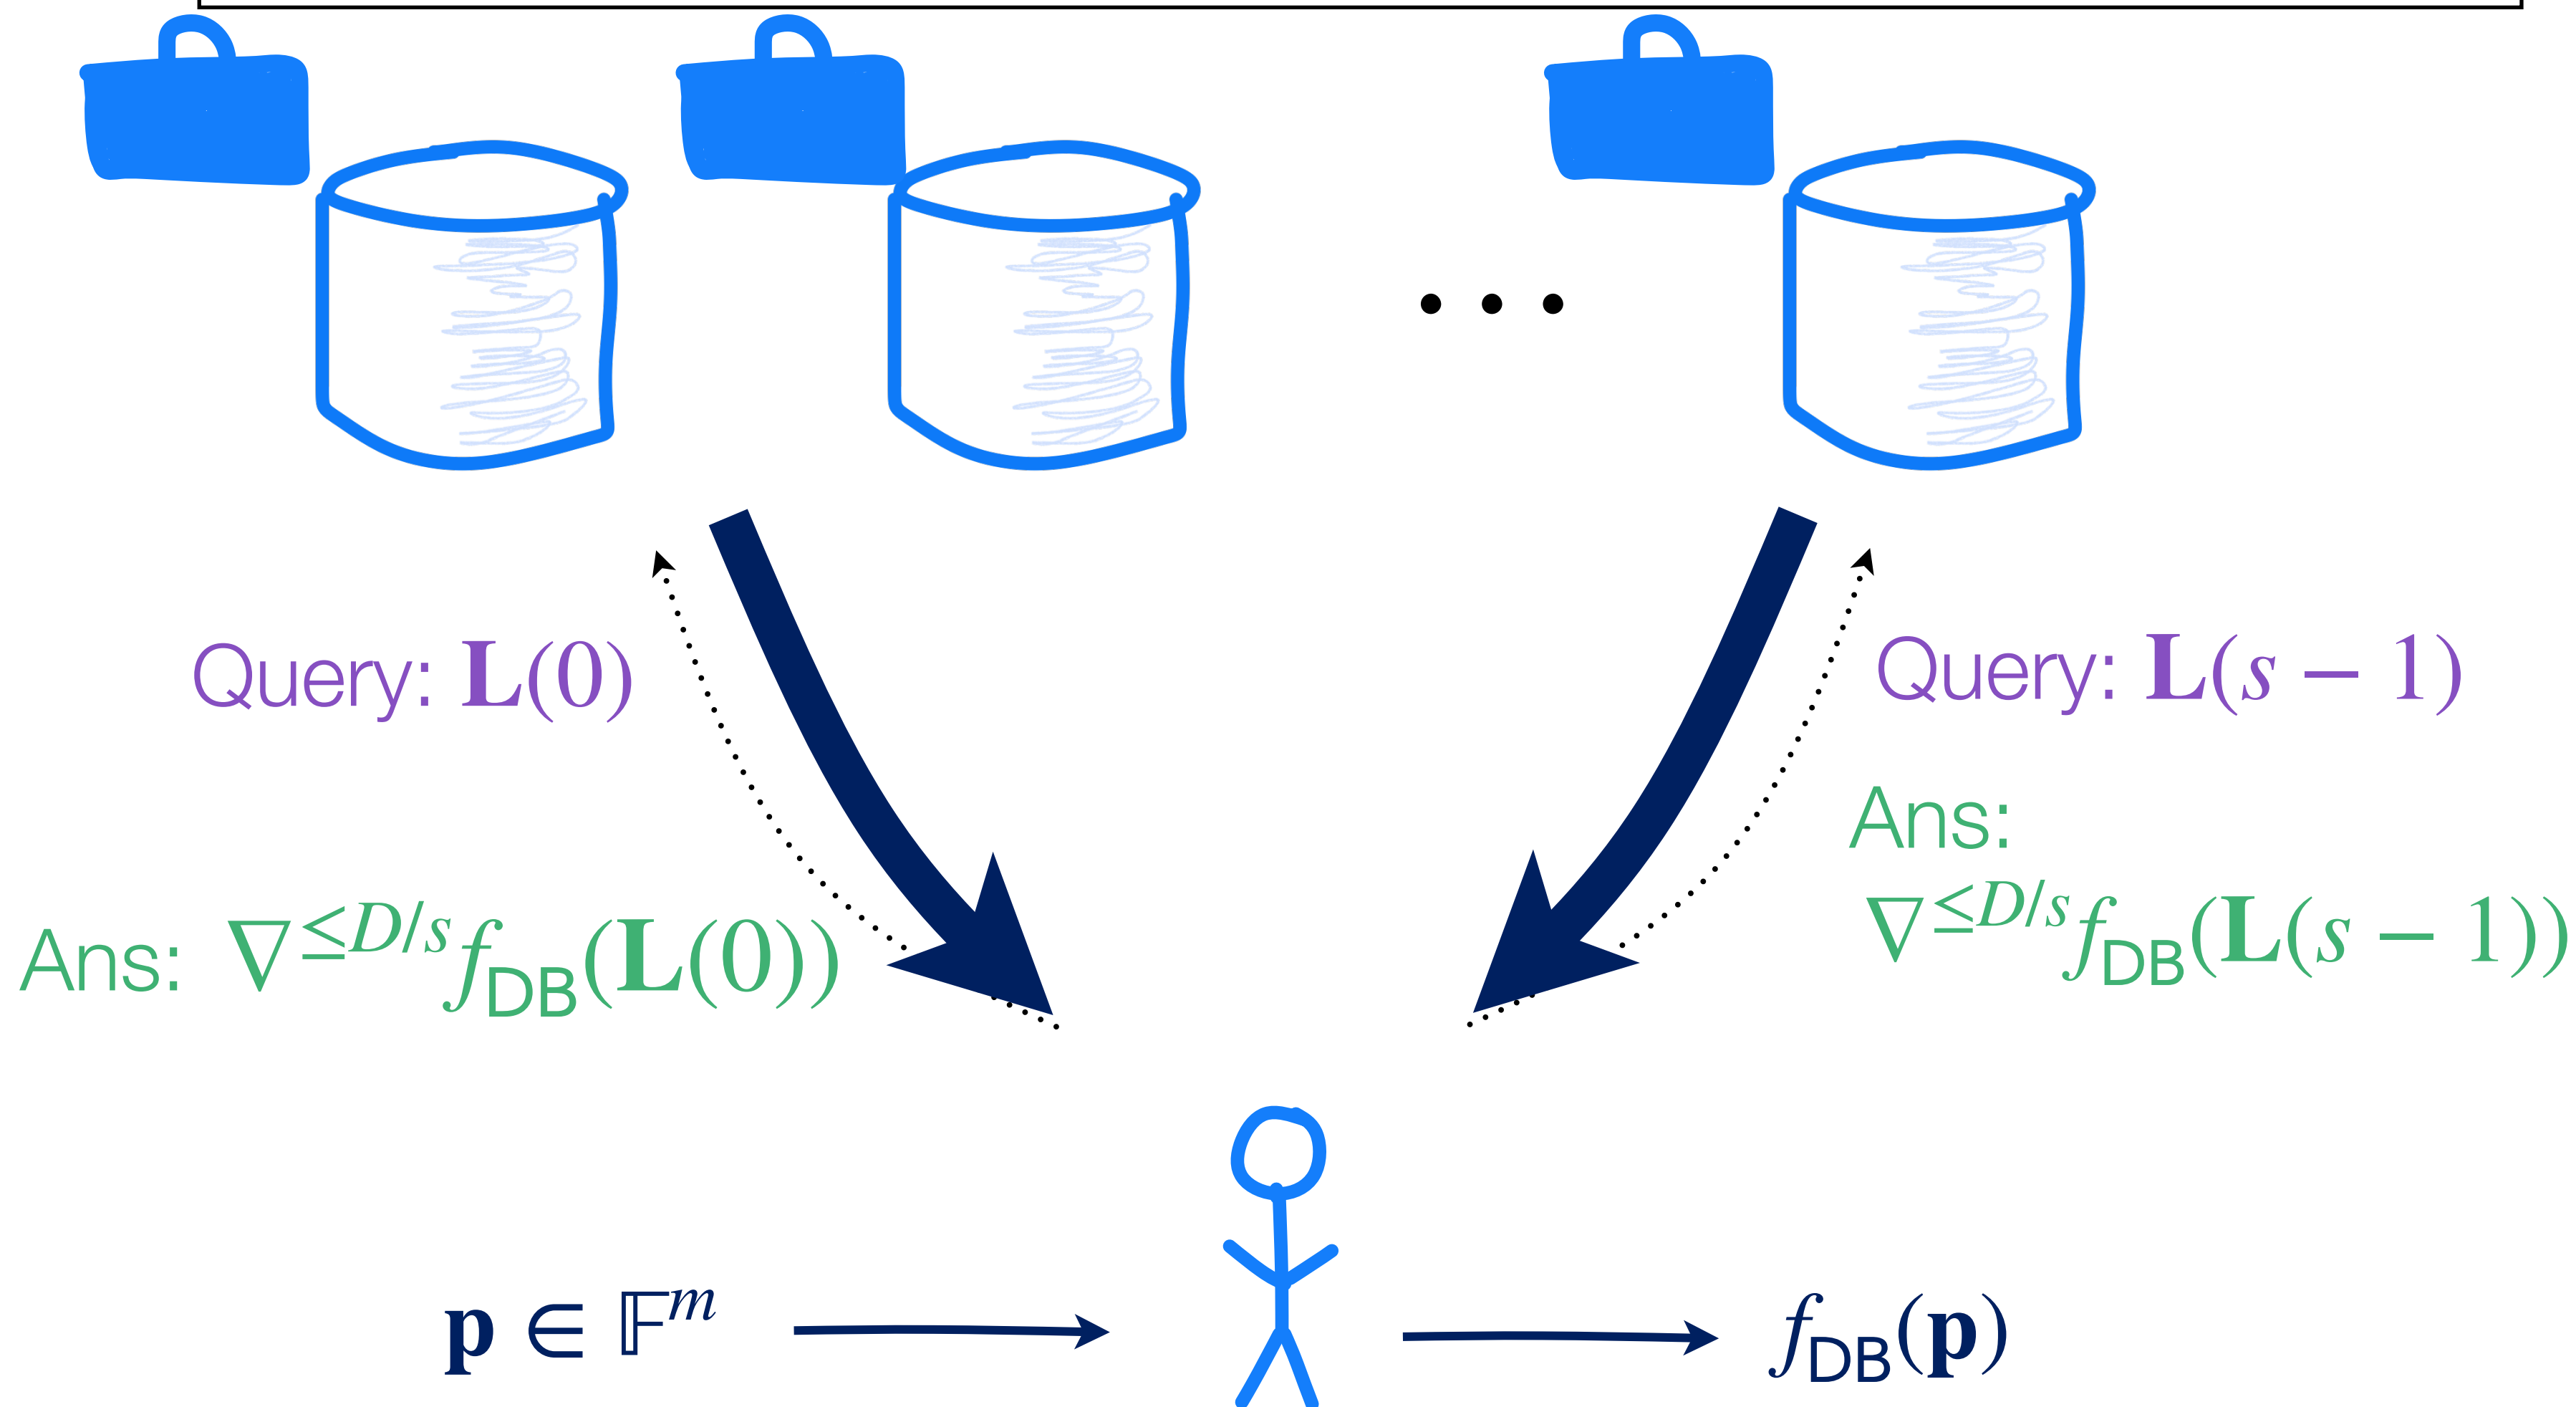 • • •
Query: L(0)
Query: L(s − 1)
Ans: ∇^{≤D/s} f_DB(L(0))
Ans:
∇^{≤D/s} f_DB(L(s − 1))
p ∈ 𝔽^m
f_DB(p)